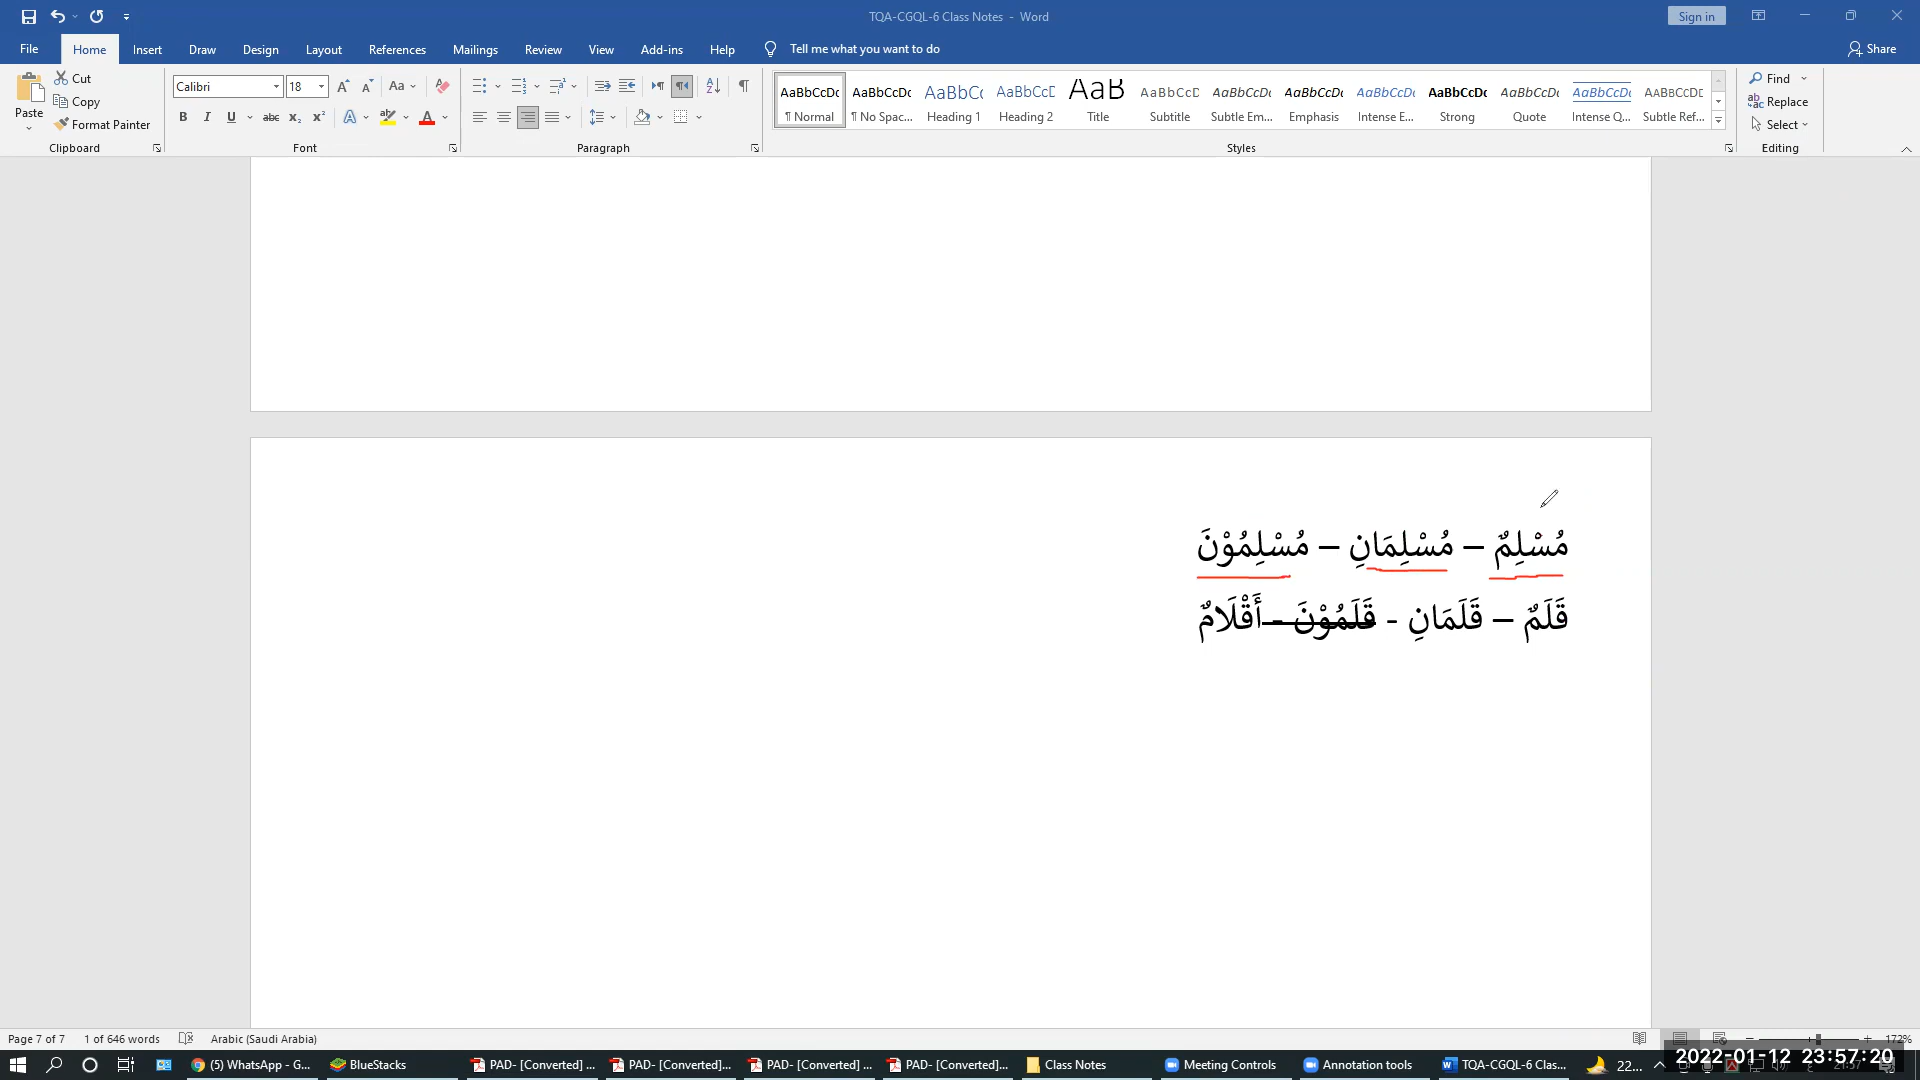 TQA-CGQL-6 Class Notes - Word
Sign in
File Home Insert Draw Design Layout References Mailings Review View Add-ins Help Tell me what you want to do Share
Paste Cut Copy Format Painter Clipboard
Calibri 18 Font
Paragraph
AaBbCcDc AaBbCcDc AaBbCc AaBbCcD AaB AaBbCcD AaBbCcDc AaBbCcDc AaBbCcDc AaBbCcDc AaBbCcDc AaBbCcDc AaBbCcDc
¶ Normal ¶ No Spac... Heading 1 Heading 2 Title Subtitle Subtle Em... Emphasis Intense E... Strong Quote Intense Q... Subtle Ref...
Styles
Find Replace Select Editing
مُسْلِمٌ – مُسْلِمَانِ – مُسْلِمُوْنَ
قَلَمٌ – قَلَمَانِ - قَلَمُوْنَ - أَقْلَامٌ
Page 7 of 7 1 of 646 words Arabic (Saudi Arabia) 172%
(5) WhatsApp - G... BlueStacks PAD- [Converted] ... PAD- [Converted]... PAD- [Converted] ... PAD- [Converted]... Class Notes Meeting Controls Annotation tools TQA-CGQL-6 Clas... 22...
2022-01-12 23:57:20